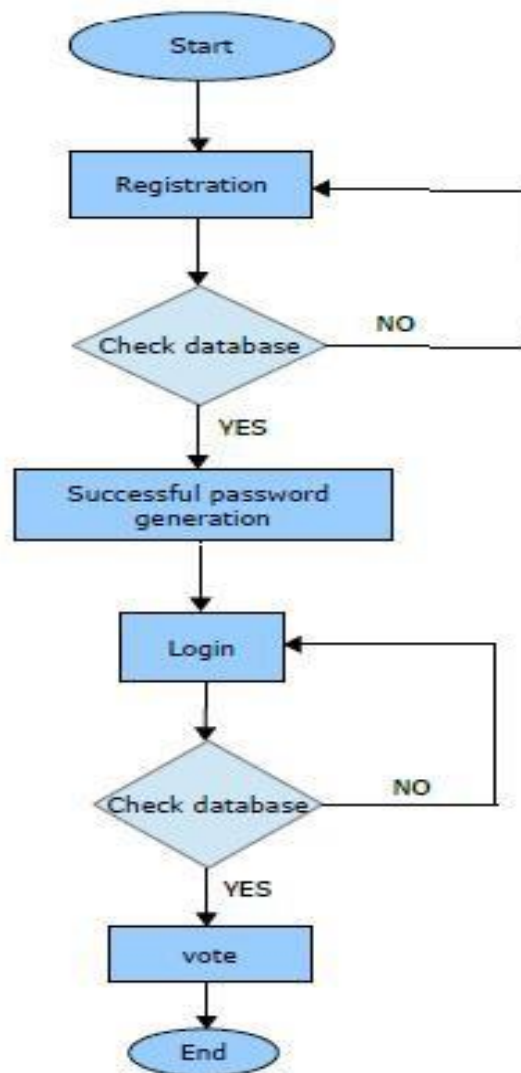 Start
Registration
Check database
NO
YES
Successful password
generation
Login
Check database
NO
YES
vote
End